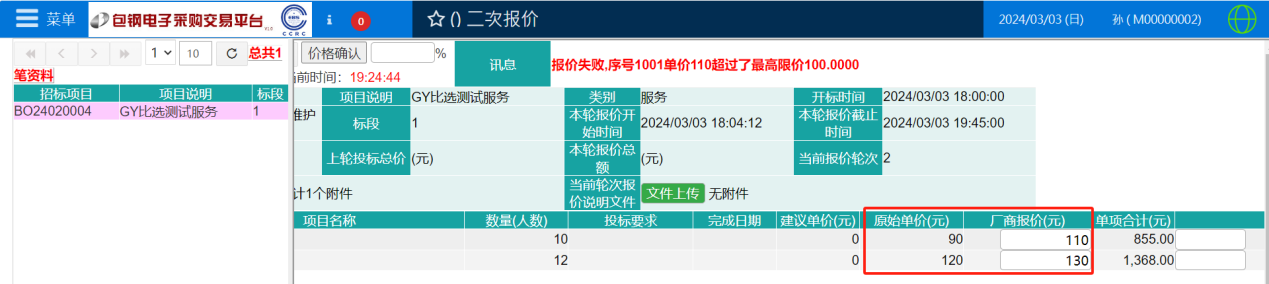 菜单 包钢电子采购交易平台 V1.0 CBS CCRC i 0 () 二次报价 2024/03/03 (日) 孙 ( M00000002)
1 10 总共1
笔资料
招标项目 项目说明 标段
BO24020004 GY比选测试服务 1
价格确认 % 讯息 报价失败,序号1001单价110超过了最高限价100.0000
前时间: 19:24:44
维护 项目说明 GY比选测试服务 类别 服务 开标时间 2024/03/03 18:00:00
标段 1 本轮报价开始时间 2024/03/03 18:04:12 本轮报价截止时间 2024/03/03 19:45:00
上轮投标总价 (元) 本轮报价总额 (元) 当前报价轮次 2
计1个附件 当前轮次报价说明文件 文件上传 无附件
项目名称 数量(人数) 投标要求 完成日期 建议单价(元) 原始单价(元) 厂商报价(元) 单项合计(元)
10 0 90 110 855.00
12 0 120 130 1,368.00